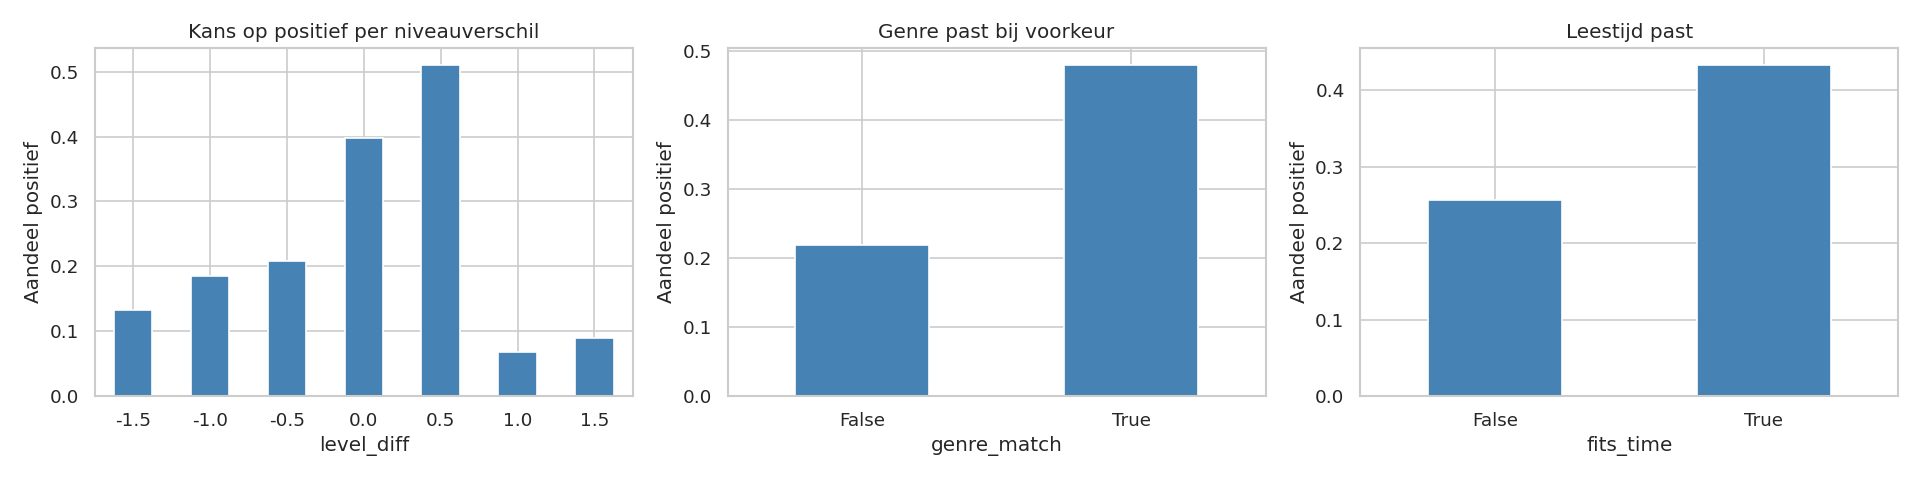 Kans op positief per niveauverschil
Aandeel positief
0.5
0.4
0.3
0.2
0.1
0.0
-1.5 -1.0 -0.5 0.0 0.5 1.0 1.5
level_diff
Genre past bij voorkeur
Aandeel positief
0.5
0.4
0.3
0.2
0.1
0.0
False True
genre_match
Leestijd past
Aandeel positief
0.4
0.3
0.2
0.1
0.0
False True
fits_time